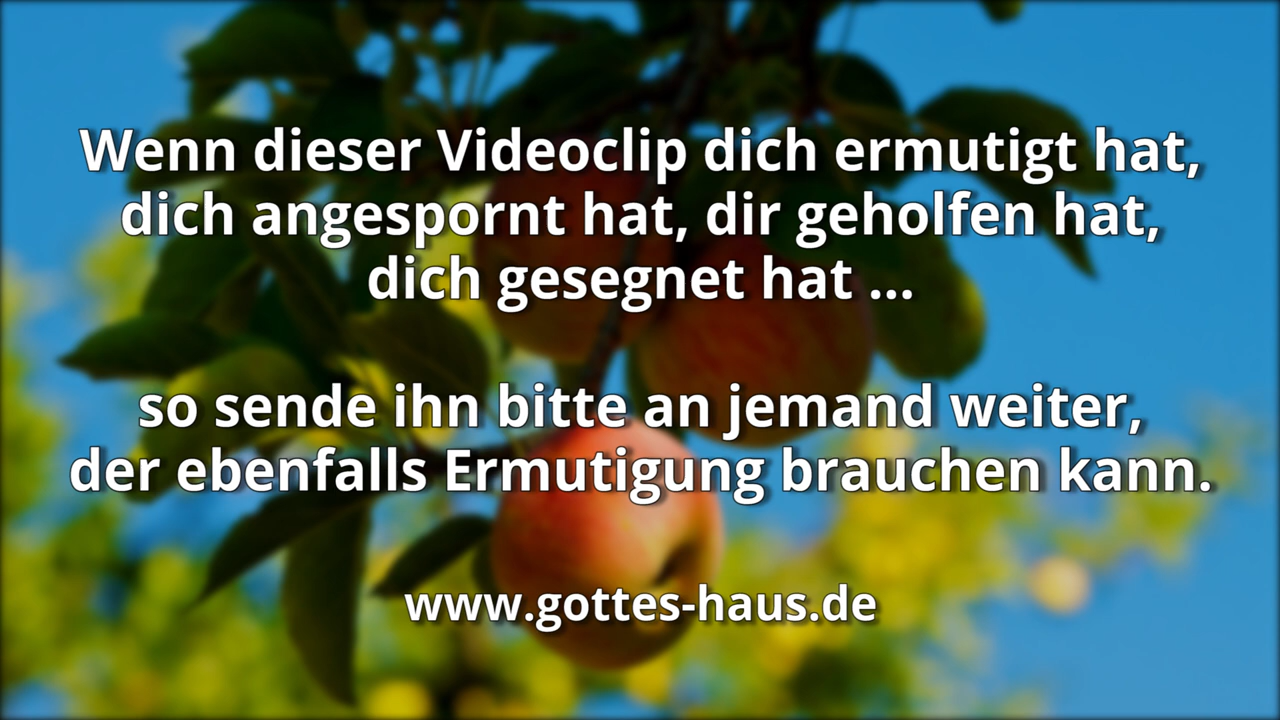 Wenn dieser Videoclip dich ermutigt hat,
dich angespornt hat, dir geholfen hat,
dich gesegnet hat ...
so sende ihn bitte an jemand weiter,
der ebenfalls Ermutigung brauchen kann.
www.gottes-haus.de